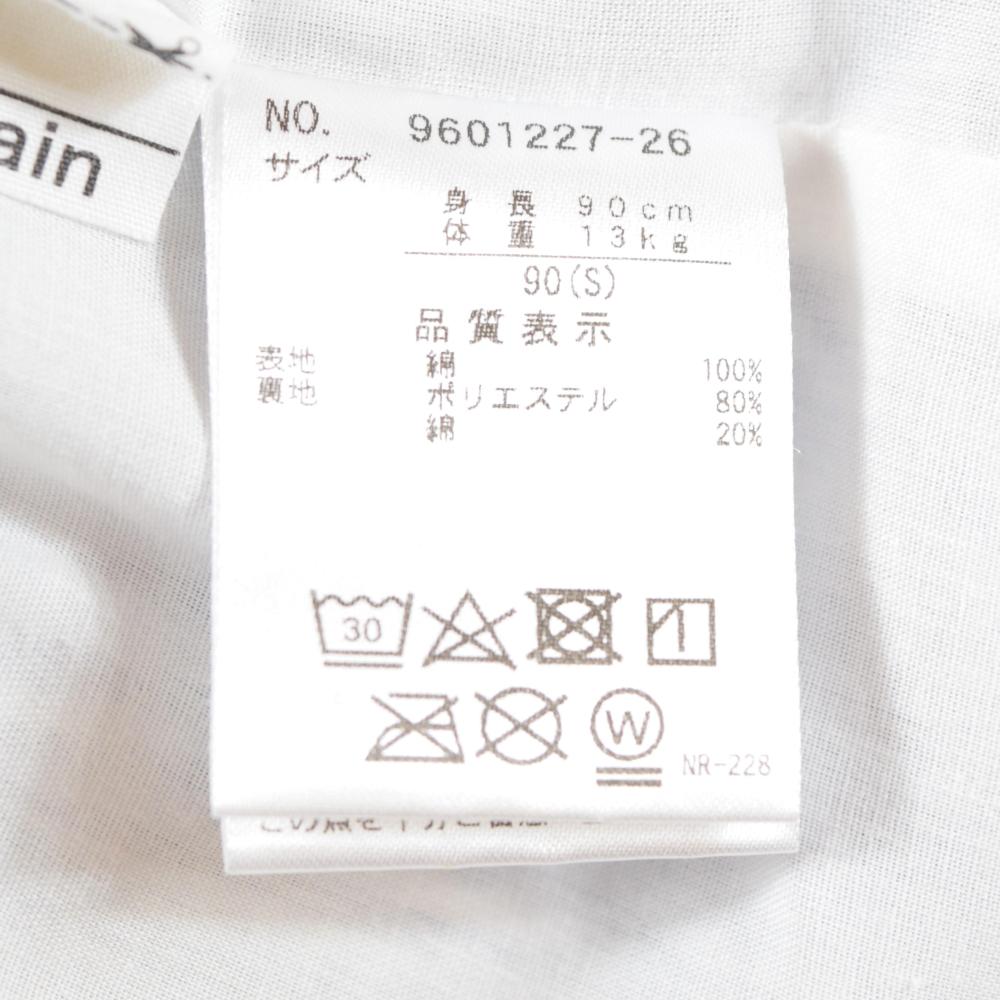 ain
NO. 9601227-26
サイズ
身長 90cm
体重 13kg
90(S)
品質表示
表地 綿 100%
裏地 ポリエステル 80%
綿 20%
30
W
NR-228